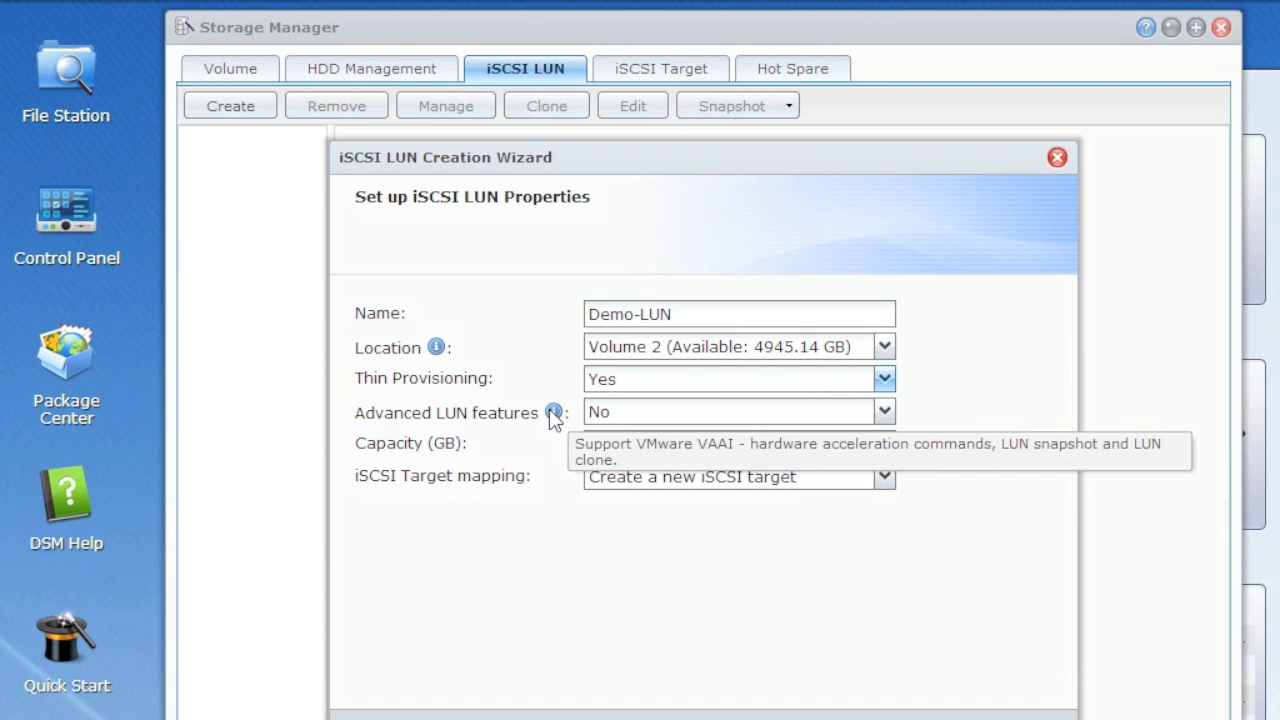 Storage Manager
Volume
HDD Management
iSCSI LUN
iSCSI Target
Hot Spare
Create
Remove
Manage
Clone
Edit
Snapshot
iSCSI LUN Creation Wizard
Set up iSCSI LUN Properties
Name:
Demo-LUN
Location :
Volume 2 (Available: 4945.14 GB)
Thin Provisioning:
Yes
Advanced LUN features :
No
Capacity (GB):
Support VMware VAAI - hardware acceleration commands, LUN snapshot and LUN
clone.
iSCSI Target mapping:
Create a new iSCSI target
File Station
Control Panel
Package
Center
DSM Help
Quick Start